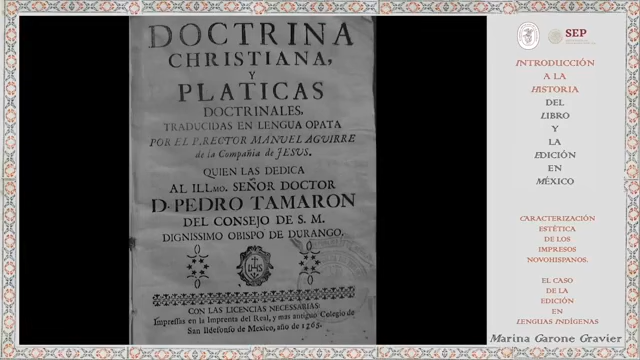 DOCTRINA
CHRISTIANA,
Y
PLATICAS
DOCTRINALES,
TRADUCIDAS EN LENGUA OPATA
POR EL P. RECTOR MANUEL AGUIRRE
de la Compañia de JESUS.
QUIEN LAS DEDICA
AL ILLMO. SEÑOR DOCTOR
D. PEDRO TAMARON
DEL CONSEJO DE S. M.
DIGNISSIMO OBISPO DE DURANGO.
CON LAS LICENCIAS NECESSARIAS:
Impressas en la Imprenta del Real, y mas antiguo Colegio de
San Ildefonso de Mexico, año de 1765.
SEP
INTRODUCCIÓN
A LA
HISTORIA
DEL
LIBRO
Y
LA
EDICIÓN
EN
MÉXICO
CARACTERIZACIÓN
ESTÉTICA
DE LOS
IMPRESOS
NOVOHISPANOS.
EL CASO
DE LA
EDICIÓN
EN
LENGUAS INDÍGENAS
Marina Garone Gravier